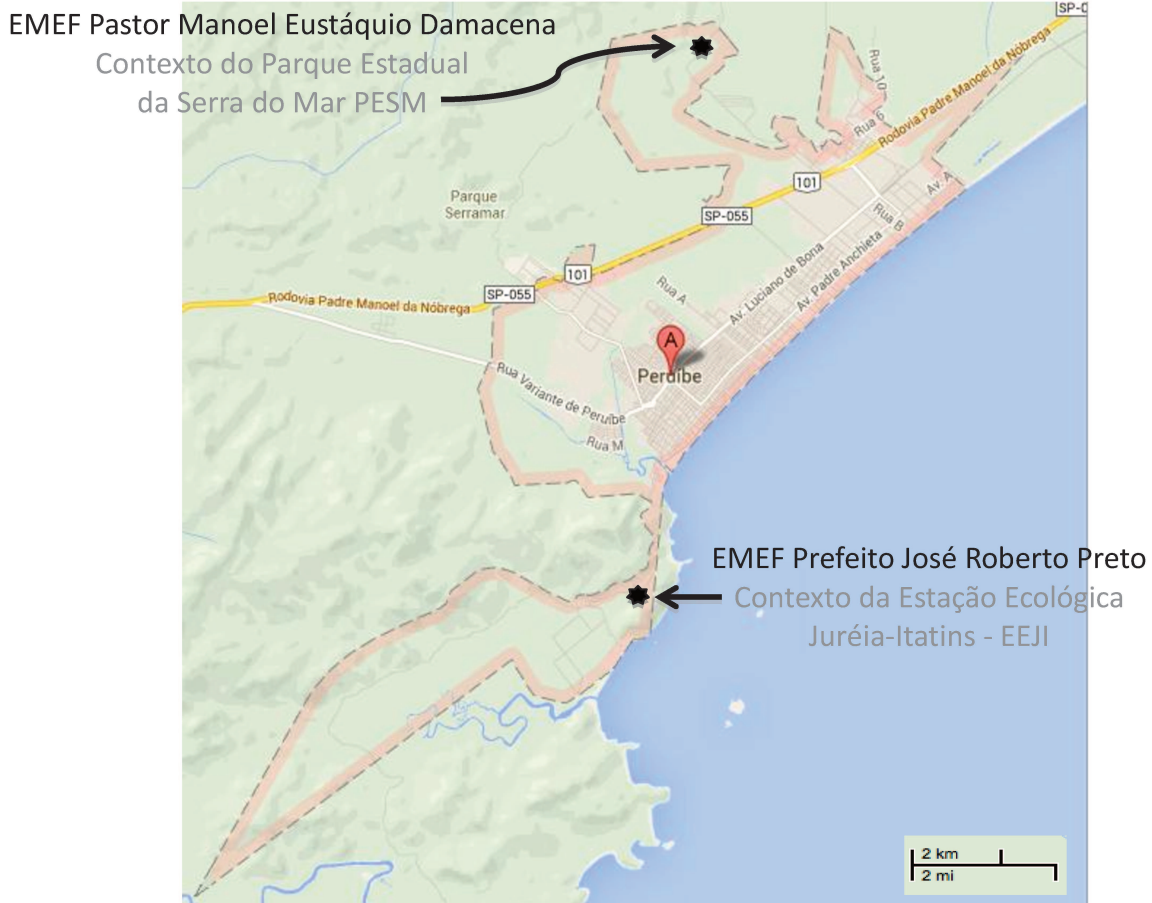 EMEF Pastor Manoel Eustáquio Damacena
Contexto do Parque Estadual
da Serra do Mar PESM
Rua 10
Rua 6
Rodovia Padre Manoel da Nóbrega
101
Av. A
Parque
Serramar
SP-055
Rua B
101
Av. Luciano de Bona
Av. Padre Anchieta
Rua A
SP-055
Rodovia Padre Manoel da Nóbrega
A
Peruíbe
Rua Variante de Peruíbe
Rua M
EMEF Prefeito José Roberto Preto
Contexto da Estação Ecológica
Juréia-Itatins - EEJI
2 km
2 mi